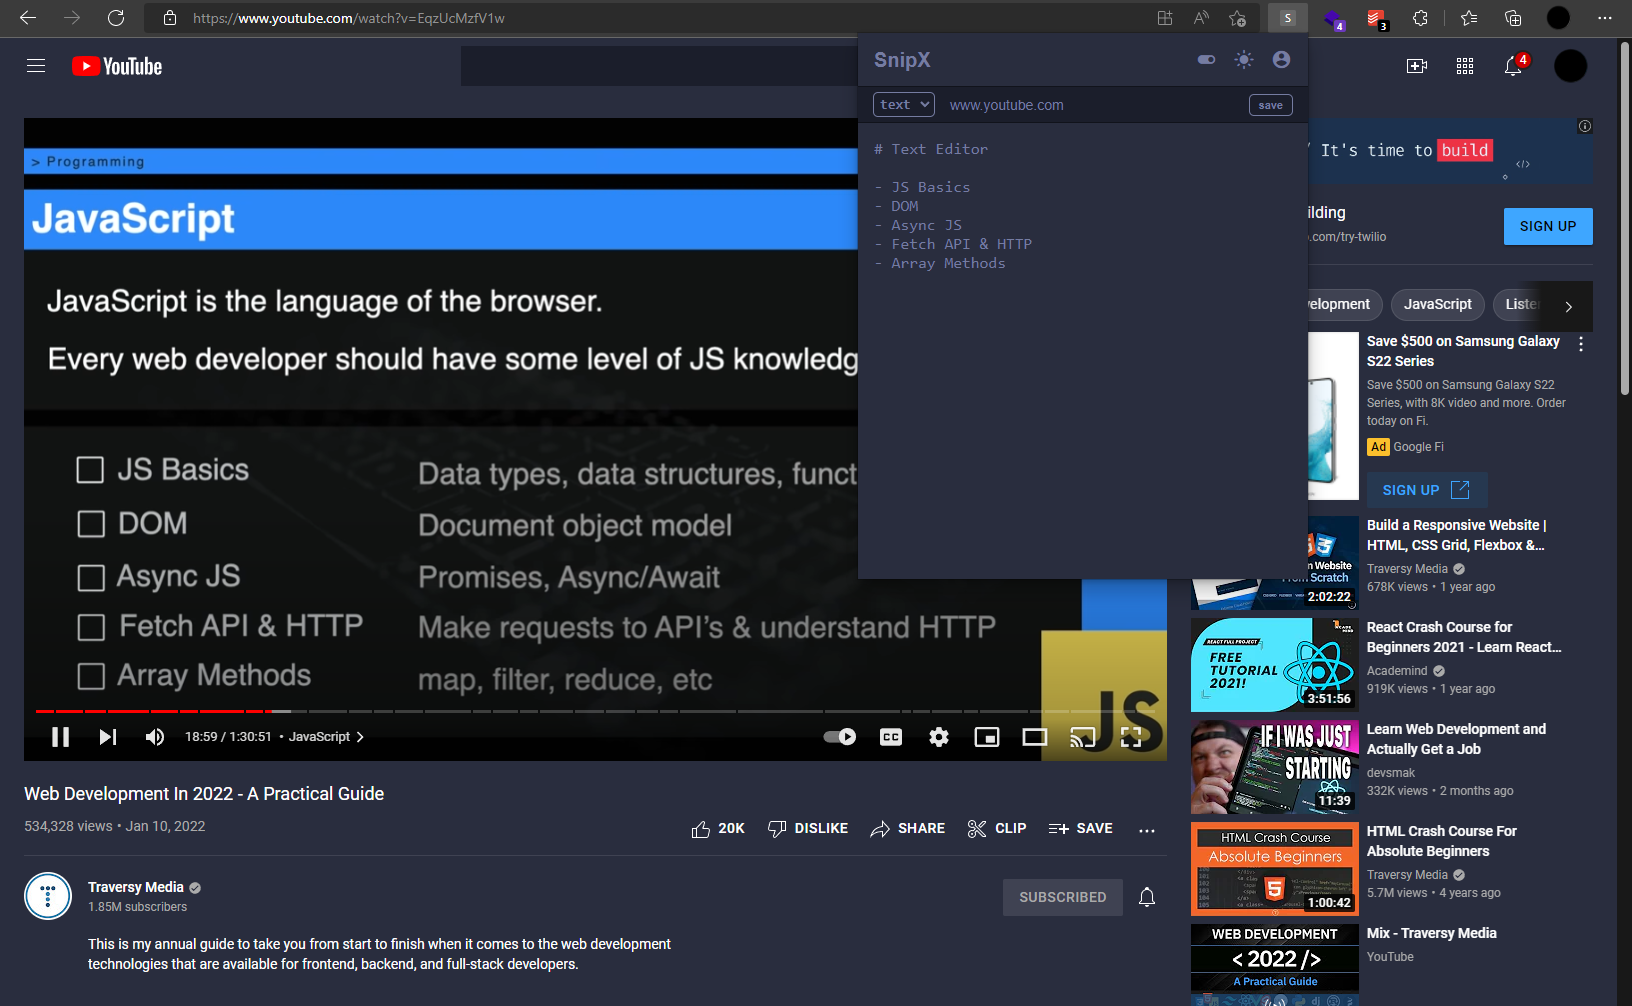 https://www.youtube.com/watch?v=EqzUcMzfV1w
S
4
3
YouTube
4
SnipX
text
www.youtube.com
save
# Text Editor
- JS Basics
- DOM
- Async JS
- Fetch API & HTTP
- Array Methods
> Programming
JavaScript
JavaScript is the language of the browser.
Every web developer should have some level of JS knowledg
JS Basics Data types, data structures, funct
DOM Document object model
Async JS Promises, Async/Await
Fetch API & HTTP Make requests to API's & understand HTTP
Array Methods map, filter, reduce, etc
JS
18:59 / 1:30:51 • JavaScript
CC
Web Development In 2022 - A Practical Guide
534,328 views • Jan 10, 2022
20K DISLIKE SHARE CLIP SAVE
Traversy Media
1.85M subscribers
SUBSCRIBED
This is my annual guide to take you from start to finish when it comes to the web development
technologies that are available for frontend, backend, and full-stack developers.
/ It's time to build
</>
ilding
.com/try-twilio
SIGN UP
elopment JavaScript Liste
Save $500 on Samsung Galaxy
S22 Series
Save $500 on Samsung Galaxy S22
Series, with 8K video and more. Order
today on Fi.
Ad Google Fi
SIGN UP
n Website
From Scratch
2:02:22
Build a Responsive Website |
HTML, CSS Grid, Flexbox &...
Traversy Media
678K views • 1 year ago
REACT FULL PROJECT
FREE
TUTORIAL
2021!
3:51:56
React Crash Course for
Beginners 2021 - Learn React...
Academind
919K views • 1 year ago
IF I WAS JUST
STARTING
11:39
Learn Web Development and
Actually Get a Job
devsmak
332K views • 2 months ago
HTML Crash Course
Absolute Beginners
5
1:00:42
HTML Crash Course For
Absolute Beginners
Traversy Media
5.7M views • 4 years ago
WEB DEVELOPMENT
< 2022 />
A Practical Guide
Mix - Traversy Media
YouTube